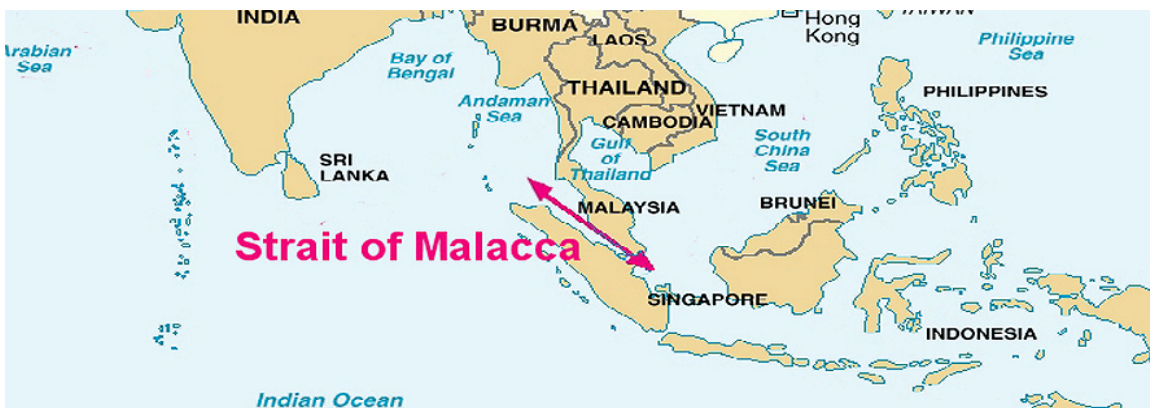 INDIA
BURMA
Hong
Kong
TAIWAN
Arabian
Sea
Bay of
Bengal
LAOS
Philippine
Sea
THAILAND
Andaman
Sea
PHILIPPINES
VIETNAM
CAMBODIA
SRI
LANKA
Gulf
of
Thailand
South
China
Sea
MALAYSIA
BRUNEI
Strait of Malacca
SINGAPORE
INDONESIA
Indian Ocean